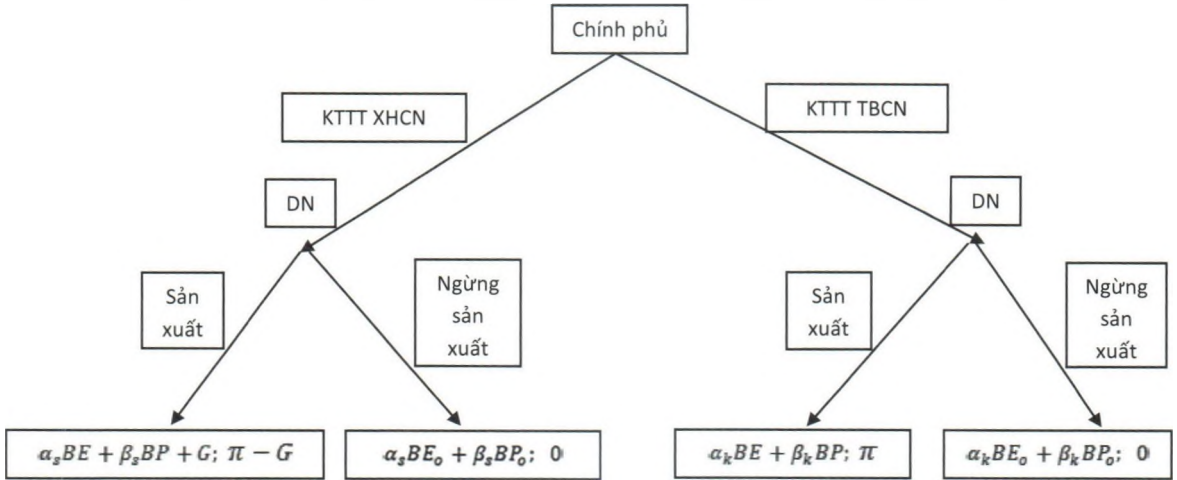 Chính phủ
KTTT XHCN
KTTT TBCN
DN
DN
Sản
xuất
Ngừng
sản
xuất
Sản
xuất
Ngừng
sản
xuất
αₛBE + βₛBP + G; π − G
αₛBEₒ + βₛBPₒ; 0
αₖBE + βₖBP; π
αₖBEₒ + βₖBPₒ; 0